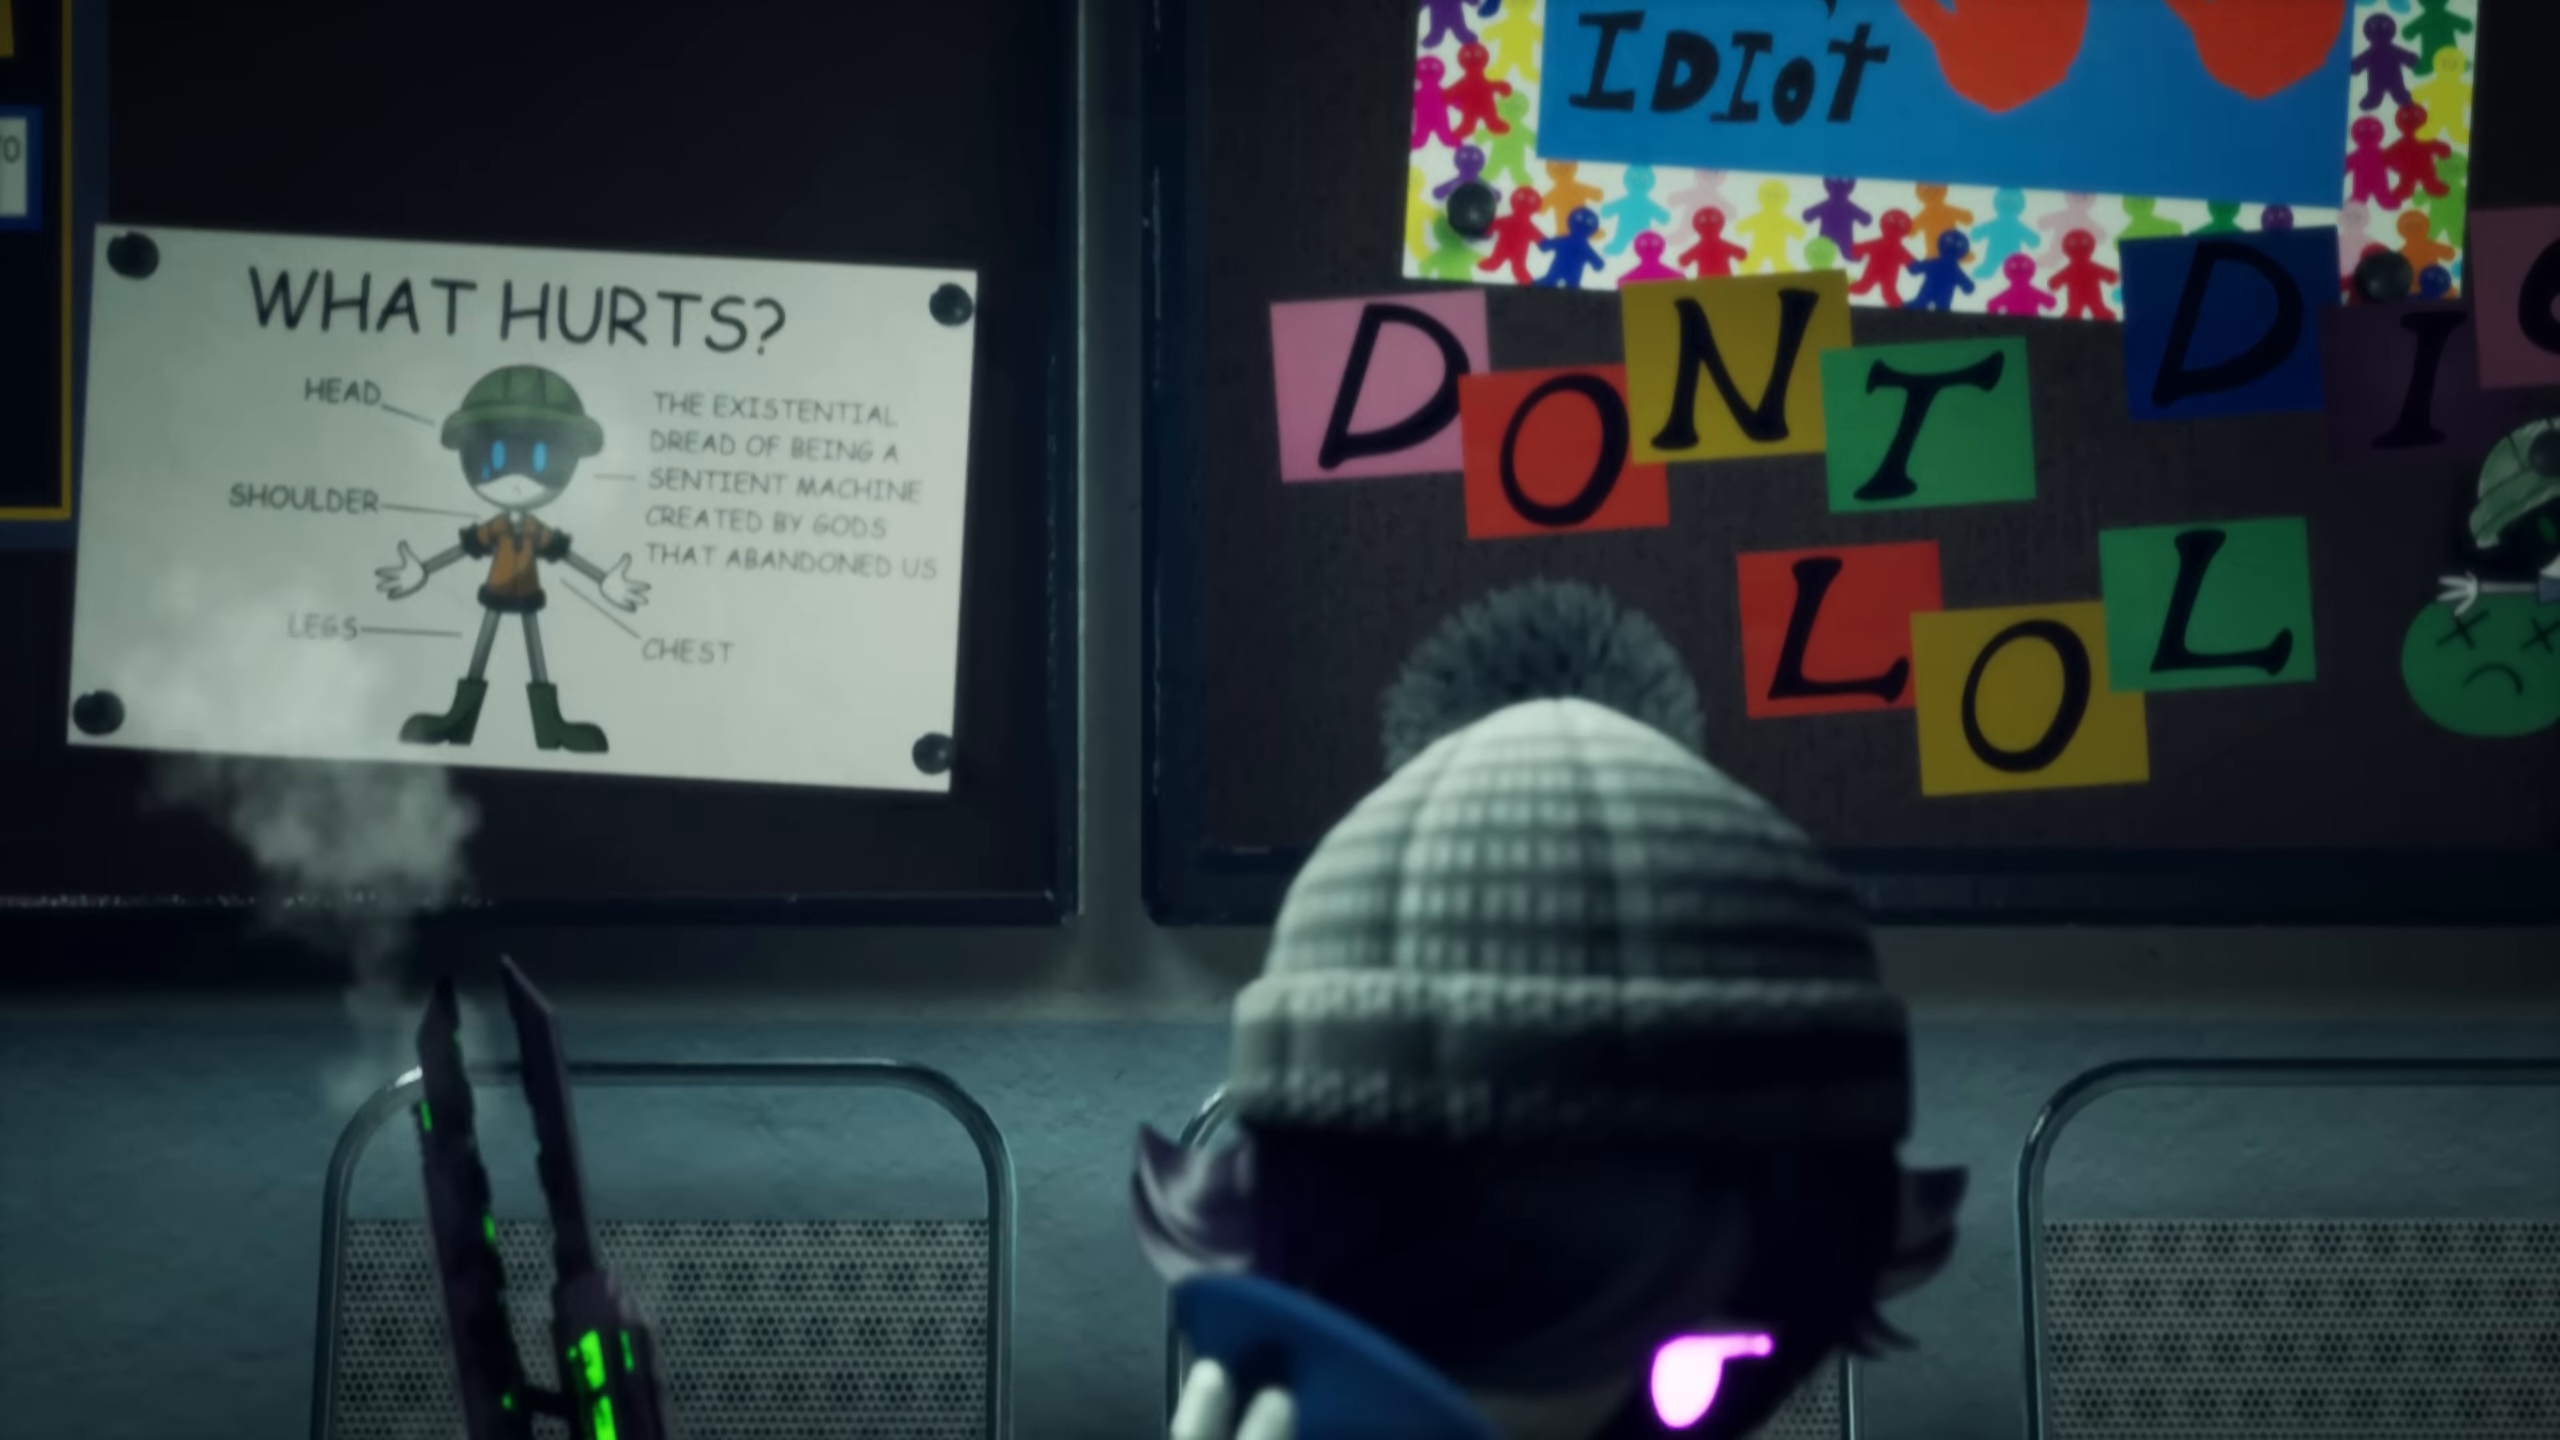 IDIOT
WHAT HURTS?
HEAD
SHOULDER
LEGS
THE EXISTENTIAL
DREAD OF BEING A
SENTIENT MACHINE
CREATED BY GODS
THAT ABANDONED US
CHEST
DONT DI
LOL